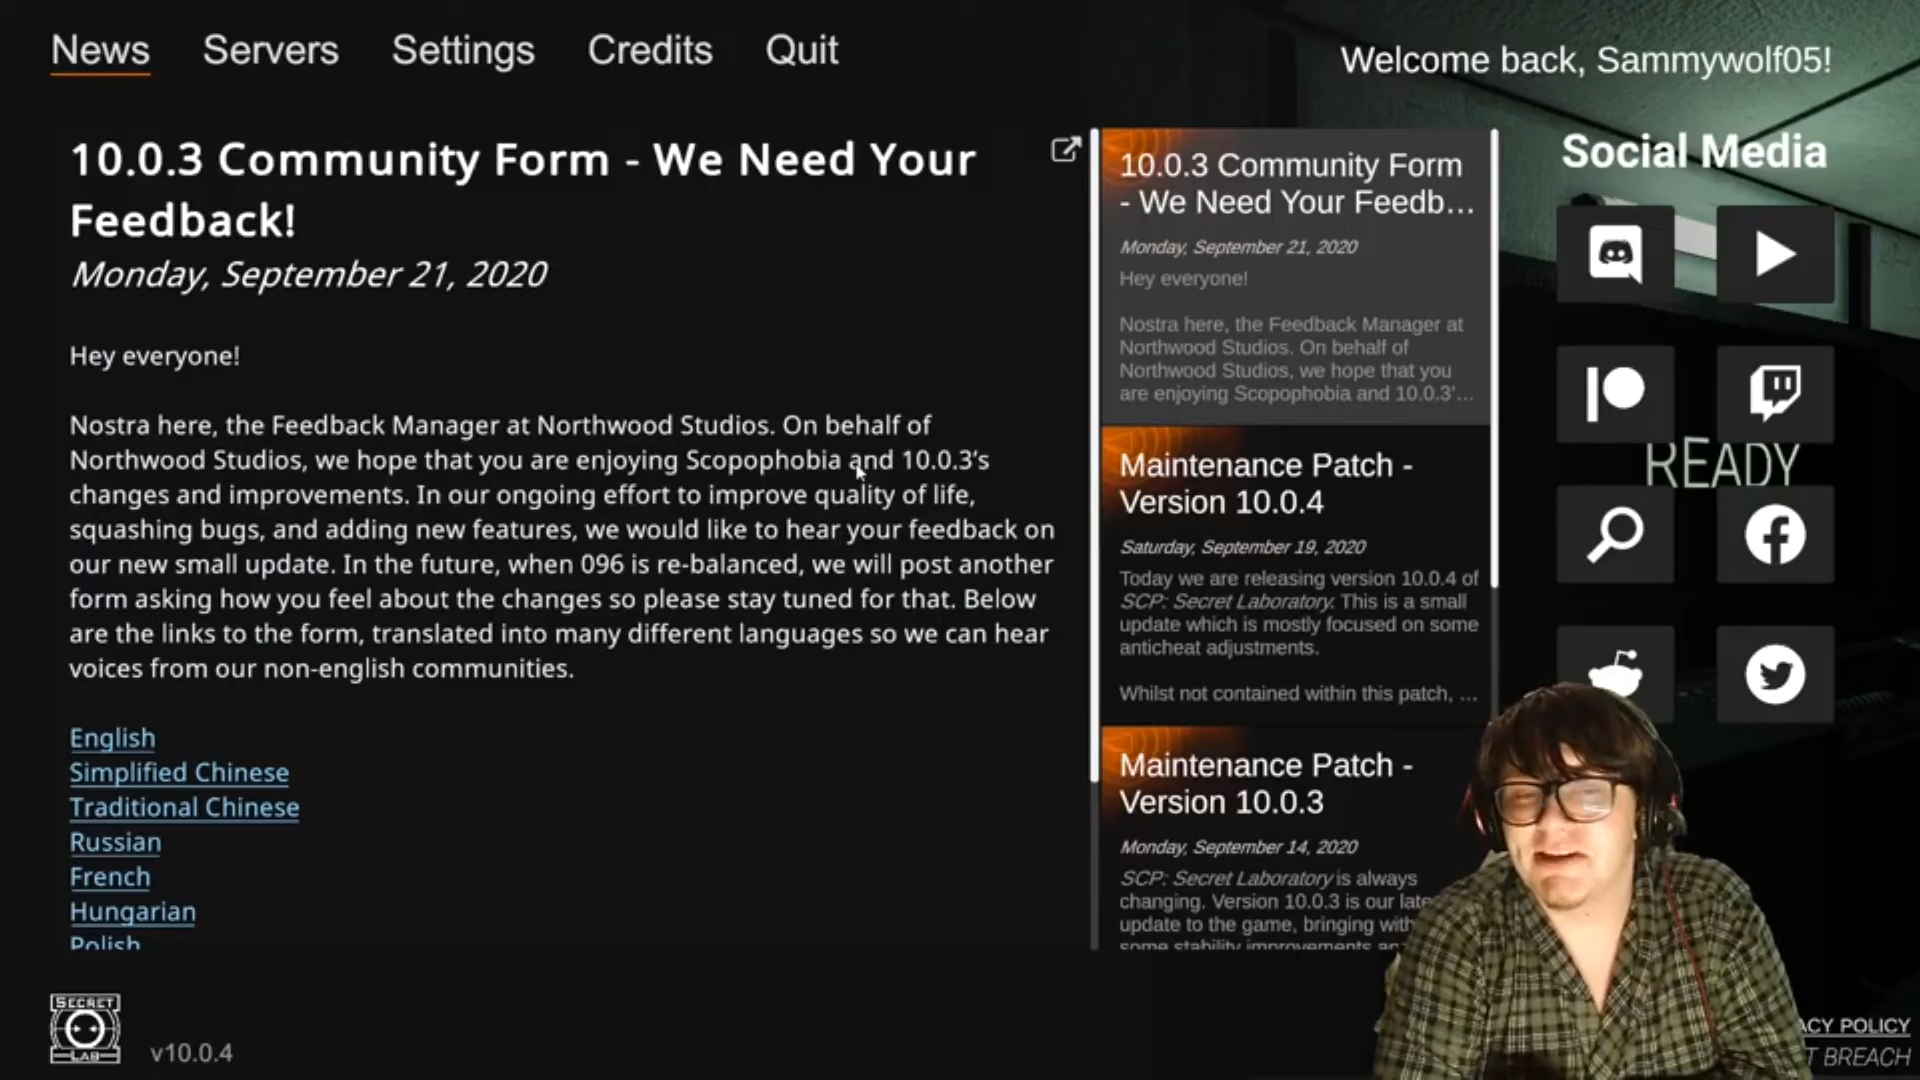 News Servers Settings Credits Quit
Welcome back, Sammywolf05!
10.0.3 Community Form - We Need Your
Feedback!
Monday, September 21, 2020
Hey everyone!
Nostra here, the Feedback Manager at Northwood Studios. On behalf of
Northwood Studios, we hope that you are enjoying Scopophobia and 10.0.3’s
changes and improvements. In our ongoing effort to improve quality of life,
squashing bugs, and adding new features, we would like to hear your feedback on
our new small update. In the future, when 096 is re-balanced, we will post another
form asking how you feel about the changes so please stay tuned for that. Below
are the links to the form, translated into many different languages so we can hear
voices from our non-english communities.
English
Simplified Chinese
Traditional Chinese
Russian
French
Hungarian
Polish
10.0.3 Community Form
- We Need Your Feedb...
Monday, September 21, 2020
Hey everyone!
Nostra here, the Feedback Manager at
Northwood Studios. On behalf of
Northwood Studios, we hope that you
are enjoying Scopophobia and 10.0.3'...
Maintenance Patch -
Version 10.0.4
Saturday, September 19, 2020
Today we are releasing version 10.0.4 of
SCP: Secret Laboratory. This is a small
update which is mostly focused on some
anticheat adjustments.
Whilst not contained within this patch, ...
Maintenance Patch -
Version 10.0.3
Monday, September 14, 2020
SCP: Secret Laboratory is always
changing. Version 10.0.3 is our late
update to the game, bringing with
some stability improvements
Social Media
READY
SECRET
LAB
v10.0.4
ACY POLICY
T BREACH